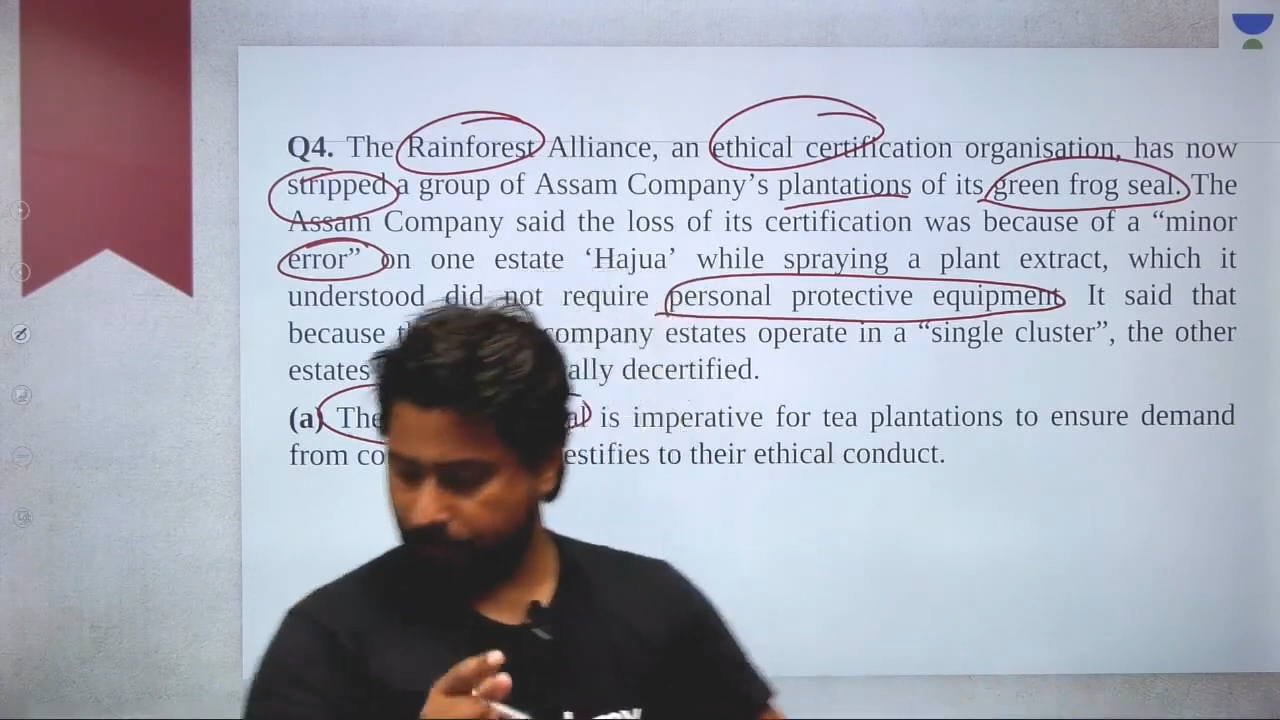 Q4. The Rainforest Alliance, an ethical certification organisation, has now
stripped a group of Assam Company’s plantations of its green frog seal. The
Assam Company said the loss of its certification was because of a “minor
error” on one estate ‘Hajua’ while spraying a plant extract, which it
understood did not require personal protective equipment. It said that
because company estates operate in a “single cluster”, the other
estates ally decertified.
(a) The is imperative for tea plantations to ensure demand
from co estifies to their ethical conduct.